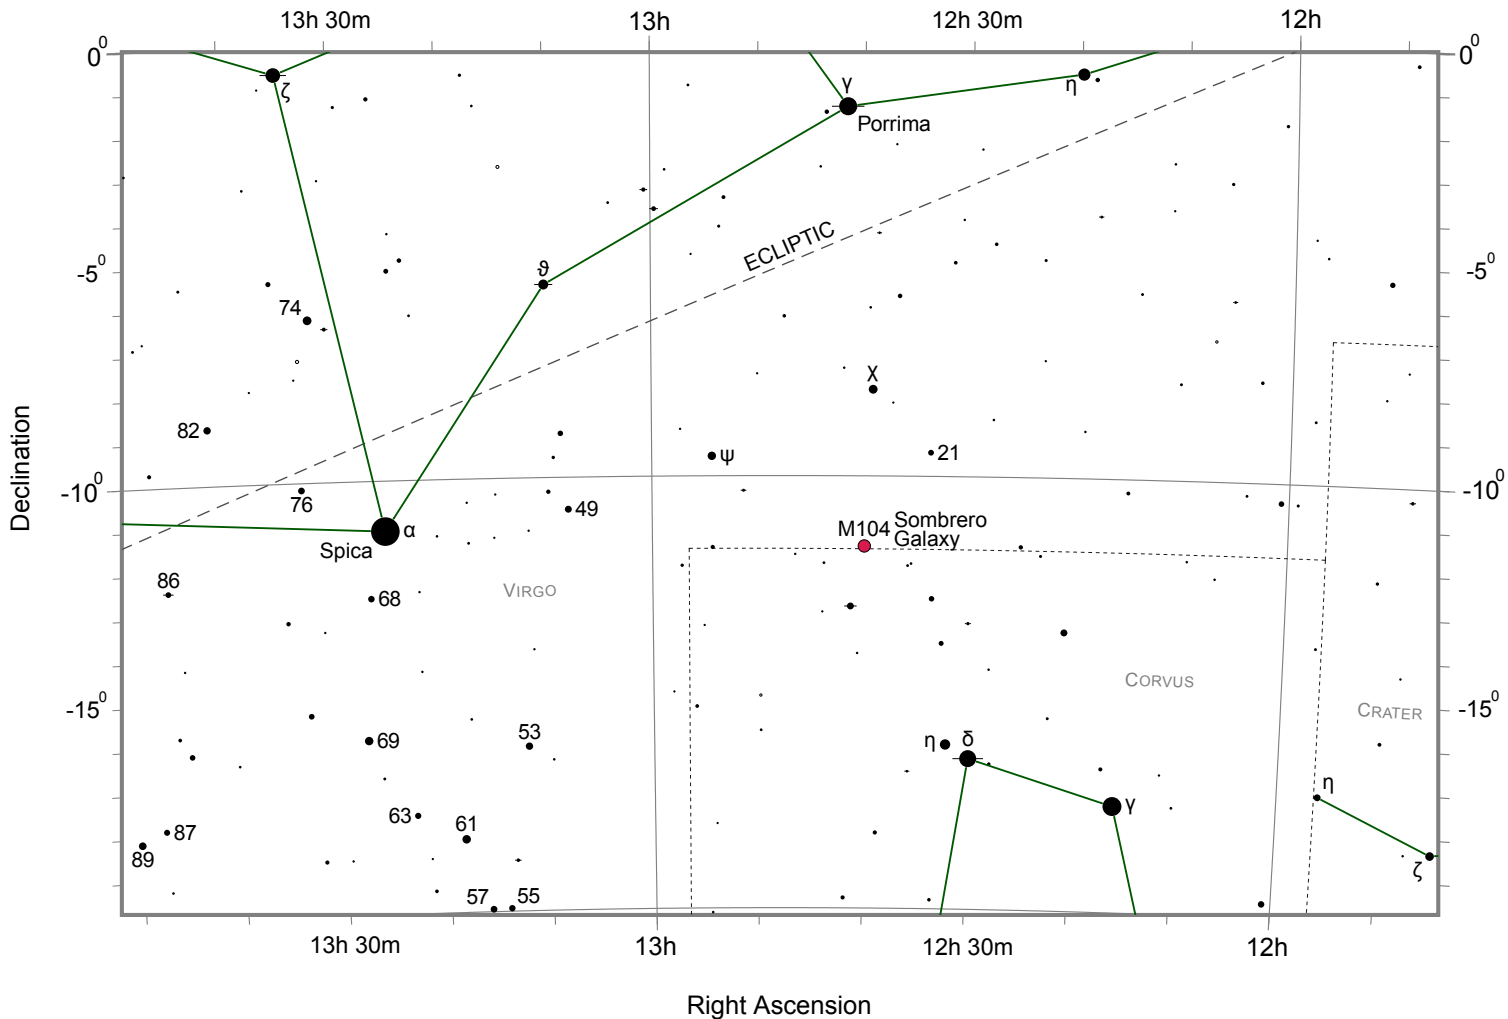 13h 30m 13h 12h 30m 12h
0⁰ 0⁰
ζ γ η
Porrima
ECLIPTIC
-5⁰ ϑ -5⁰
74
χ
82 ψ 21
-10⁰ 76 49 -10⁰
α
Spica
M104 Sombrero
Galaxy
86 68 VIRGO
CORVUS
-15⁰ CRATER -15⁰
69 53 η δ
63 61 γ η
87
89 ζ
57 55
13h 30m 13h 12h 30m 12h
Declination
Right Ascension